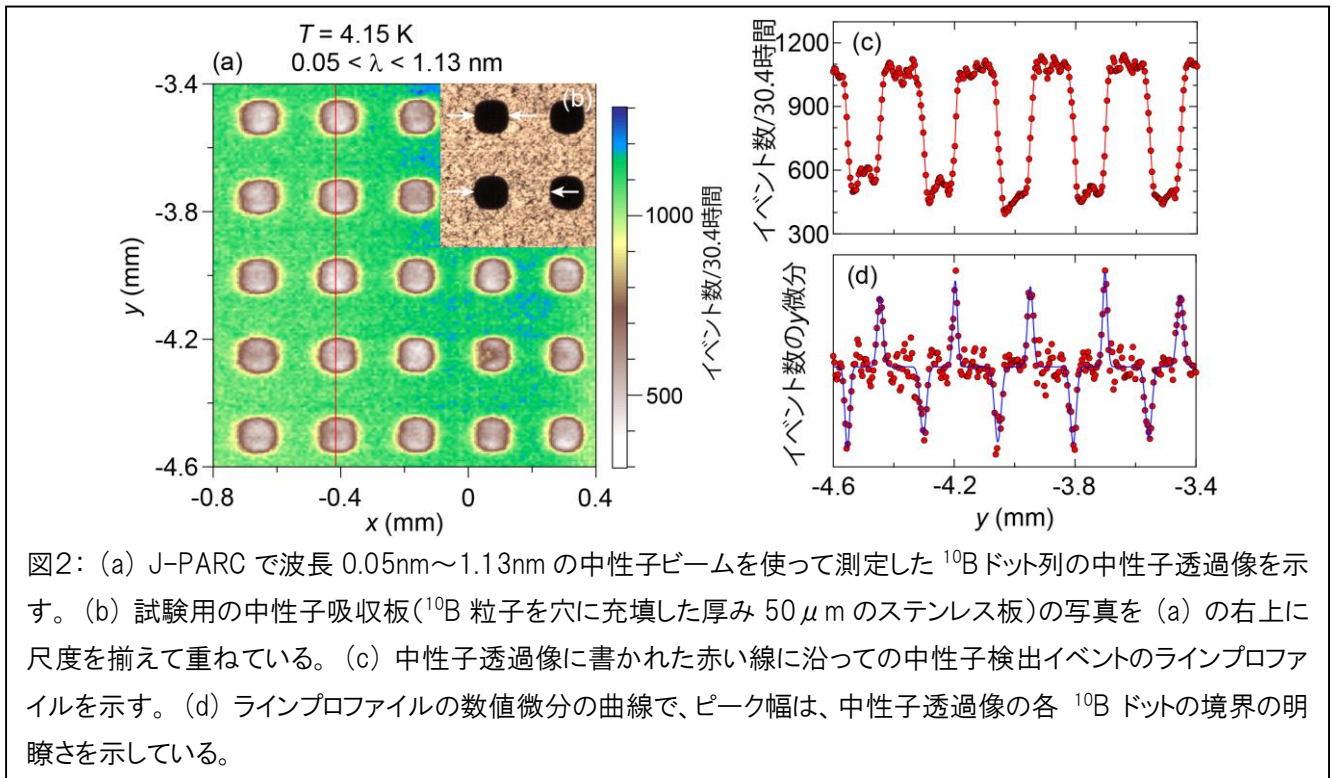 T = 4.15 K
0.05 < λ < 1.13 nm
(a)
(b)
-3.4
-3.6
-3.8
-4.0
-4.2
-4.4
-4.6
y (mm)
-0.8
-0.4
0
0.4
x (mm)
1000
500
イベント数/30.4時間
(c)
1200
900
600
300
イベント数/30.4時間
(d)
イベント数のy微分
-4.6
-4.2
-3.8
-3.4
y (mm)
図2: (a) J-PARC で波長 0.05nm~1.13nm の中性子ビームを使って測定した ¹⁰B ドット列の中性子透過像を示
す。 (b) 試験用の中性子吸収板(¹⁰B 粒子を穴に充填した厚み 50μm のステンレス板)の写真を (a) の右上に
尺度を揃えて重ねている。 (c) 中性子透過像に書かれた赤い線に沿っての中性子検出イベントのラインプロファ
イルを示す。 (d) ラインプロファイルの数値微分の曲線で、ピーク幅は、中性子透過像の各 ¹⁰B ドットの境界の明
瞭さを示している。